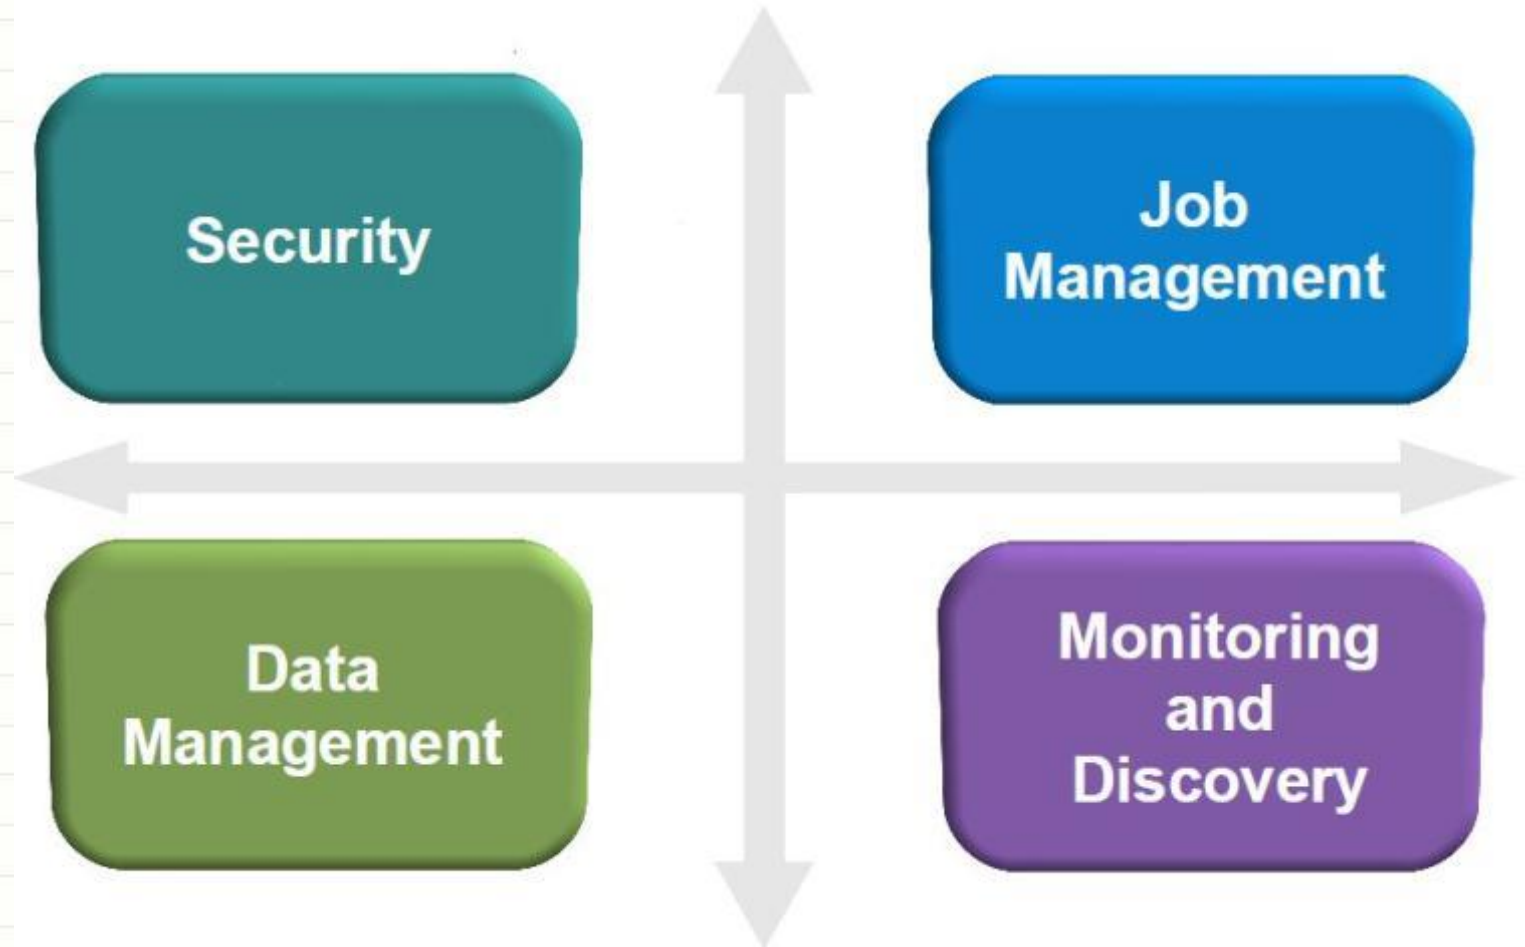 Security
Job
Management
Data
Management
Monitoring
and
Discovery